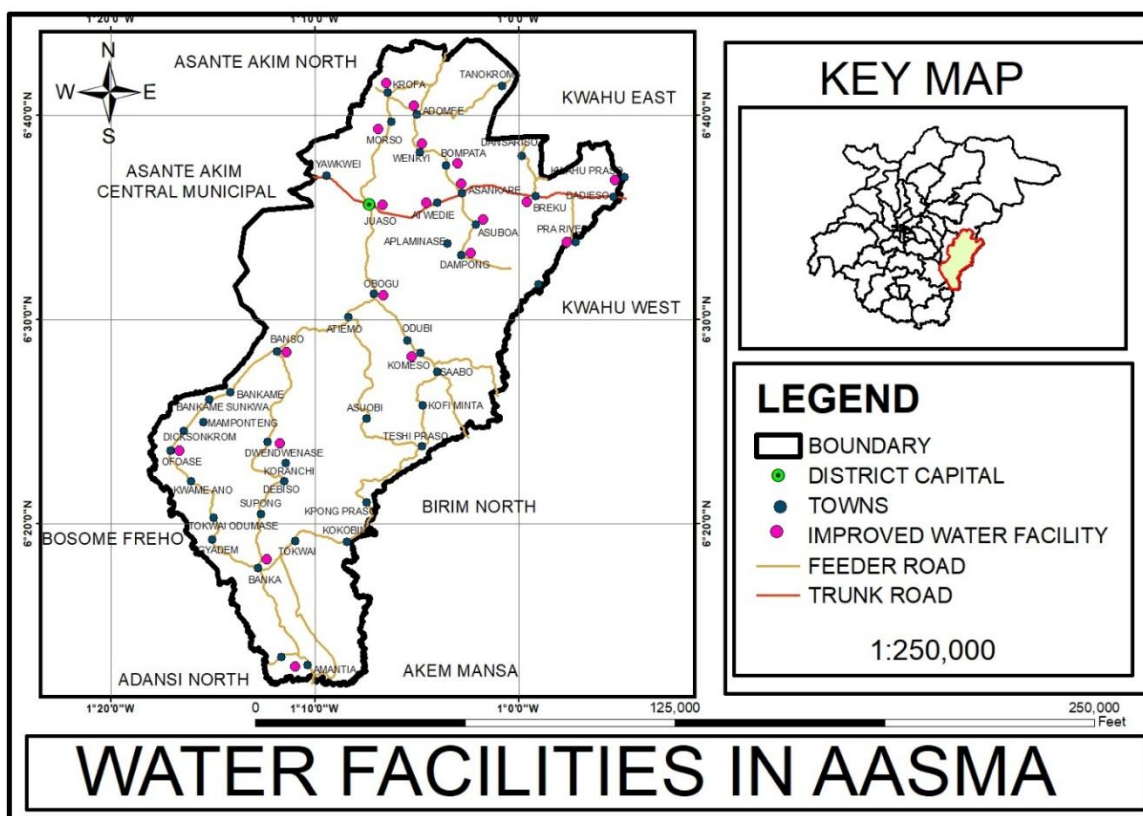 1°20'0"W 1°10'0"W 1°0'0"W
N
W E
S
ASANTE AKIM NORTH
TANOKROMA
KROFA
KWAHU EAST
ADOMFE
6°40'0"N
6°40'0"N
MORSO
DANSARISO
WENKYI
BOMPATA
YAWKWEI
KWAHU PRASO
ASANTE AKIM
CENTRAL MUNICIPAL
ASANKARE
DADIESO
ATWEDIE
BREKU
JUASO
PRA RIVER
ASUBOA
APLAMINASE
DAMPONG
OBOGU
KWAHU WEST
6°30'0"N
6°30'0"N
ATIEMO
ODUBI
BANSO
KOMESO
SAABO
BANKAME
BANKAME SUNKWA
KOFI MINTA
ASUOBI
MAMPONTENG
DICKSONKROM
TESHI PRASO
DWENDWENASE
OFOASE
KORANCHI
KWAME ANO
DEBISO
SUPONG
KPONG PRASO
BIRIM NORTH
TOKWAI ODUMASE
KOKOBIN
6°20'0"N
6°20'0"N
BOSOME FREHO
GYADEM
TOKWAI
BANKA
AMANTIA
ADANSI NORTH
AKEM MANSA
1°20'0"W 1°10'0"W 1°0'0"W
KEY MAP
LEGEND
BOUNDARY
DISTRICT CAPITAL
TOWNS
IMPROVED WATER FACILITY
FEEDER ROAD
TRUNK ROAD
1:250,000
0 125,000 250,000
Feet
WATER FACILITIES IN AASMA